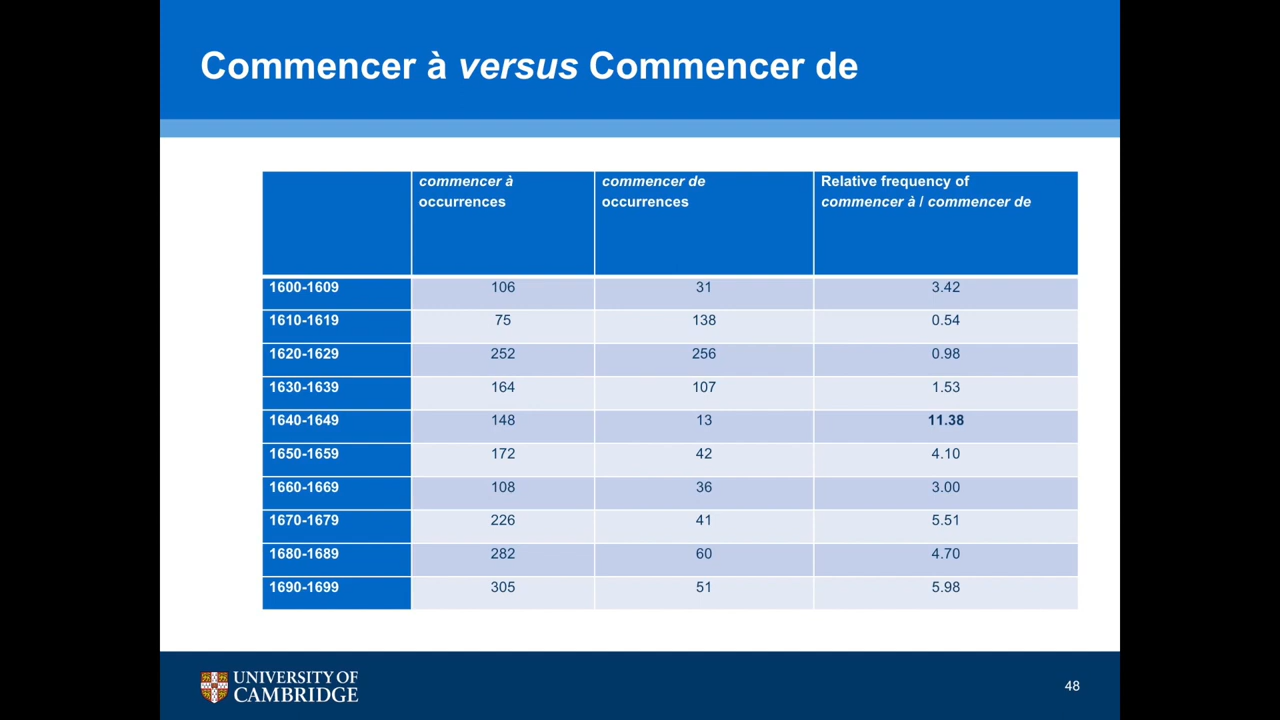 Commencer à versus Commencer de
commencer à occurrences
commencer de occurrences
Relative frequency of commencer à / commencer de
1600-1609 106 31 3.42
1610-1619 75 138 0.54
1620-1629 252 256 0.98
1630-1639 164 107 1.53
1640-1649 148 13 11.38
1650-1659 172 42 4.10
1660-1669 108 36 3.00
1670-1679 226 41 5.51
1680-1689 282 60 4.70
1690-1699 305 51 5.98
UNIVERSITY OF
CAMBRIDGE
48